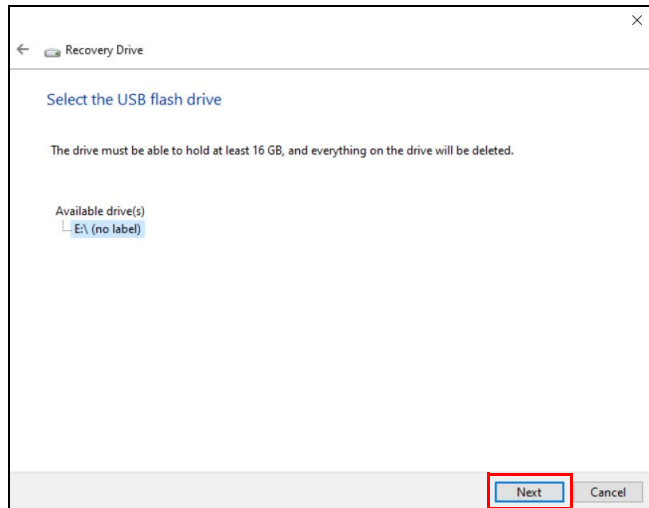 Recovery Drive
Select the USB flash drive
The drive must be able to hold at least 16 GB, and everything on the drive will be deleted.
Available drive(s)
E:\ (no label)
Next Cancel